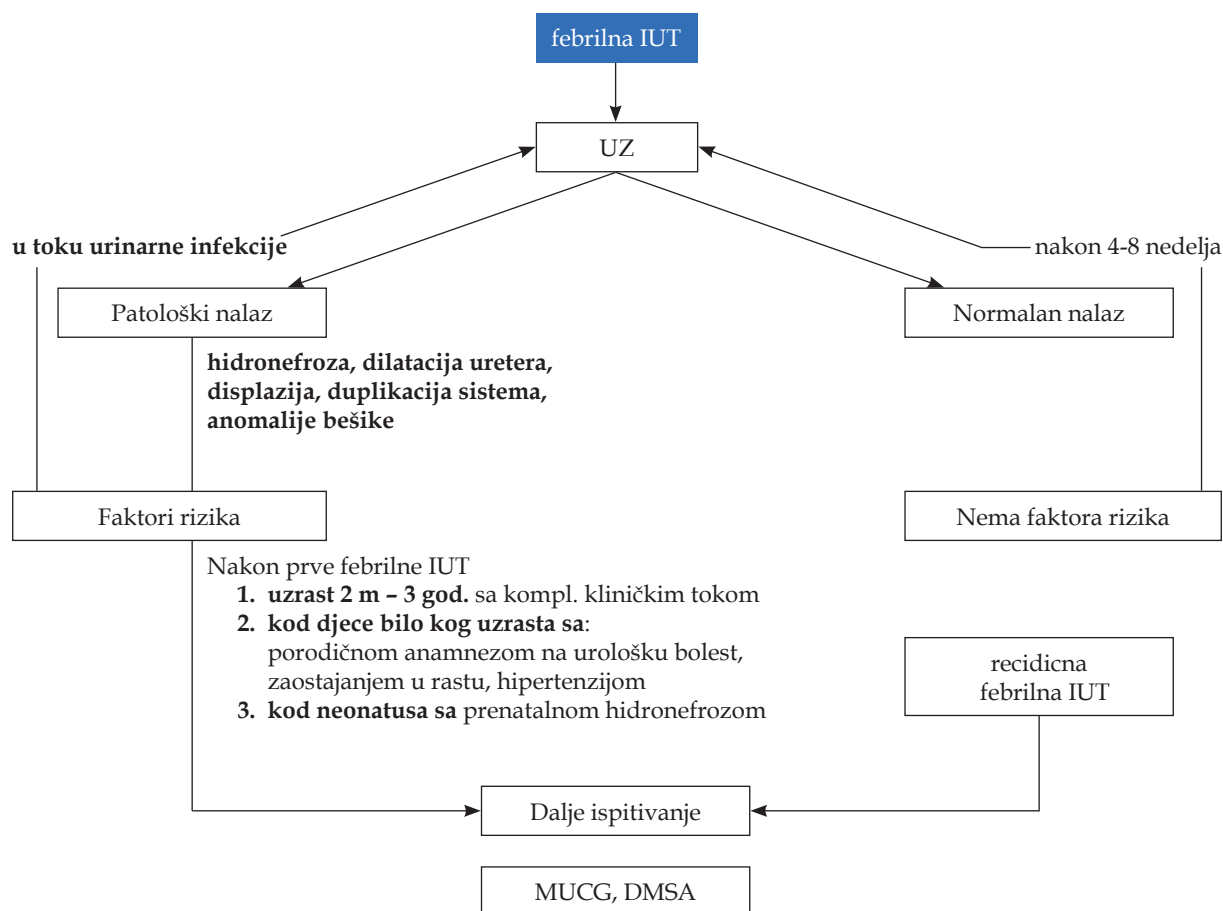 febrilna IUT
UZ
u toku urinarne infekcije
nakon 4-8 nedelja
Patološki nalaz
Normalan nalaz
hidronefroza, dilatacija uretera,
displazija, duplikacija sistema,
anomalije bešike
Faktori rizika
Nema faktora rizika
Nakon prve febrilne IUT
1. uzrast 2 m – 3 god. sa kompl. kliničkim tokom
2. kod djece bilo kog uzrasta sa:
porodičnom anamnezom na urološku bolest,
zaostajanjem u rastu, hipertenzijom
3. kod neonatusa sa prenatalnom hidronefrozom
recidicna
febrilna IUT
Dalje ispitivanje
MUCG, DMSA